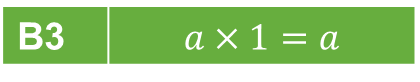 B3 a × 1 = a